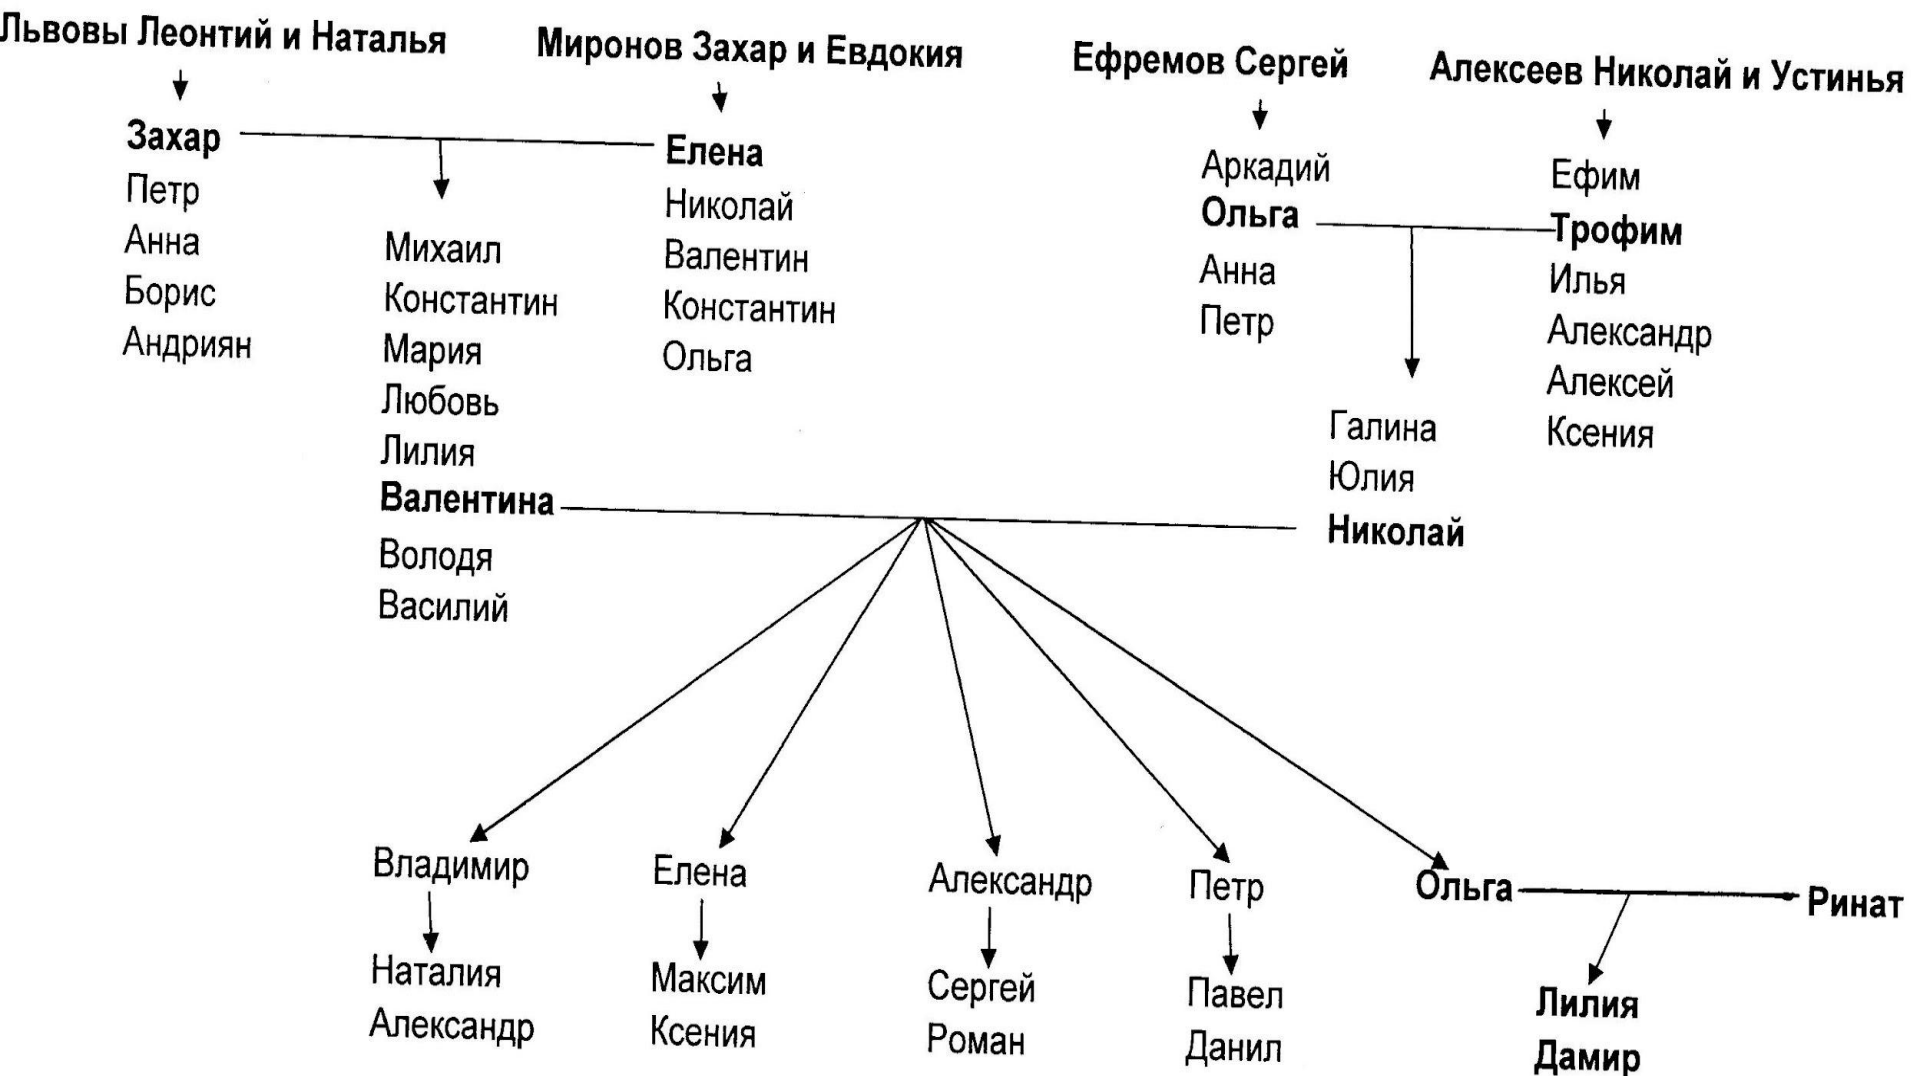 Львовы Леонтий и Наталья
Миронов Захар и Евдокия
Ефремов Сергей
Алексеев Николай и Устинья
Захар
Петр
Анна
Борис
Андриян
Михаил
Константин
Мария
Любовь
Лилия
Валентина
Володя
Василий
Елена
Николай
Валентин
Константин
Ольга
Аркадий
Ольга
Анна
Петр
Ефим
Трофим
Илья
Александр
Алексей
Ксения
Галина
Юлия
Николай
Владимир
Наталия
Александр
Елена
Максим
Ксения
Александр
Сергей
Роман
Петр
Павел
Данил
Ольга
Ринат
Лилия
Дамир